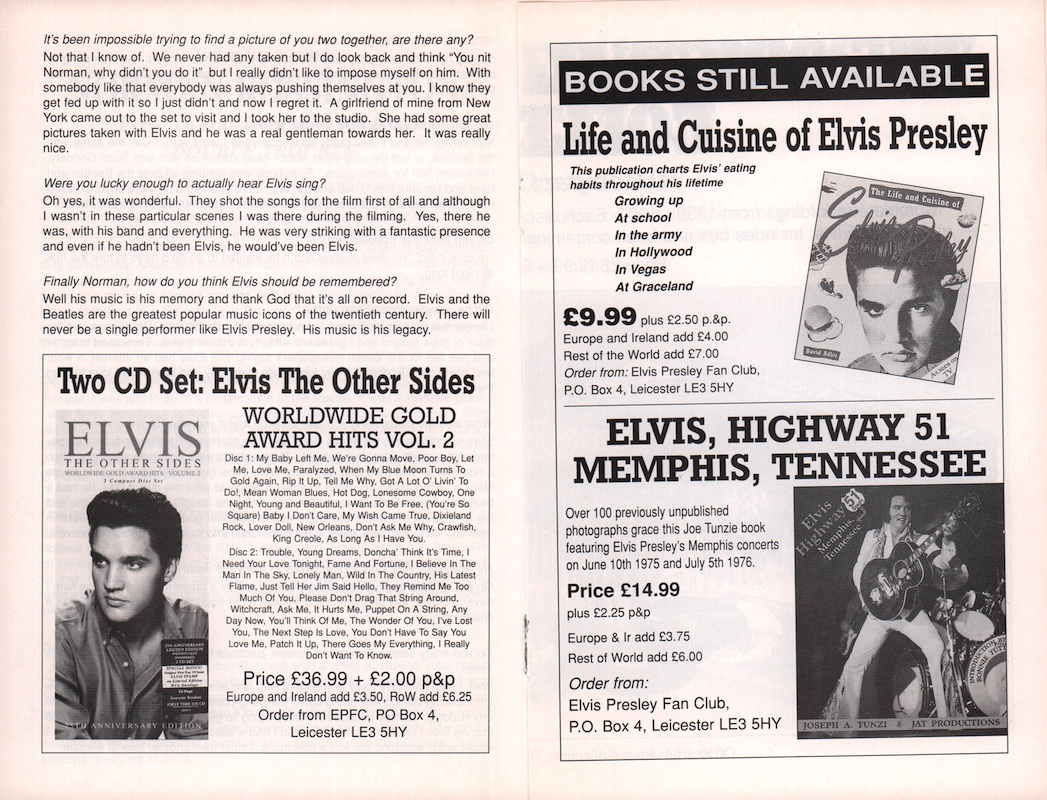 It's been impossible trying to find a picture of you two together, are there any?
Not that I know of. We never had any taken but I do look back and think "You nit
Norman, why didn't you do it" but I really didn't like to impose myself on him. With
somebody like that everybody was always pushing themselves at you. I know they
get fed up with it so I just didn't and now I regret it. A girlfriend of mine from New
York came out to the set to visit and I took her to the studio. She had some great
pictures taken with Elvis and he was a real gentleman towards her. It was really
nice.
Were you lucky enough to actually hear Elvis sing?
Oh yes, it was wonderful. They shot the songs for the film first of all and although
I wasn't in these particular scenes I was there during the filming. Yes, there he
was, with his band and everything. He was very striking with a fantastic presence
and even if he hadn't been Elvis, he would've been Elvis.
Finally Norman, how do you think Elvis should be remembered?
Well his music is his memory and thank God that it's all on record. Elvis and the
Beatles are the greatest popular music icons of the twentieth century. There will
never be a single performer like Elvis Presley. His music is his legacy.
Two CD Set: Elvis The Other Sides
ELVIS
THE OTHER SIDES
WORLDWIDE GOLD AWARD HITS VOLUME 2
2 Compact Disc Set
25TH ANNIVERSARY
LIMITED EDITION
2 CD SET
SPECIAL BONUS!
ELVIS STAMP
FIRST TIME ON CD
25TH ANNIVERSARY EDITION
WORLDWIDE GOLD
AWARD HITS VOL. 2
Disc 1: My Baby Left Me, We're Gonna Move, Poor Boy, Let
Me, Love Me, Paralyzed, When My Blue Moon Turns To
Gold Again, Rip It Up, Tell Me Why, Got A Lot O' Livin' To
Do!, Mean Woman Blues, Hot Dog, Lonesome Cowboy, One
Night, Young and Beautiful, I Want To Be Free, (You're So
Square) Baby I Don't Care, My Wish Came True, Dixieland
Rock, Lover Doll, New Orleans, Don't Ask Me Why, Crawfish,
King Creole, As Long As I Have You.
Disc 2: Trouble, Young Dreams, Doncha' Think It's Time, I
Need Your Love Tonight, Fame And Fortune, I Believe In The
Man In The Sky, Lonely Man, Wild In The Country, His Latest
Flame, Just Tell Her Jim Said Hello, They Remind Me Too
Much Of You, Please Don't Drag That String Around,
Witchcraft, Ask Me, It Hurts Me, Puppet On A String, Any
Day Now, You'll Think Of Me, The Wonder Of You, I've Lost
You, The Next Step Is Love, You Don't Have To Say You
Love Me, Patch It Up, There Goes My Everything, I Really
Don't Want To Know.
Price £36.99 + £2.00 p&p
Europe and Ireland add £3.50, RoW add £6.25
Order from EPFC, PO Box 4,
Leicester LE3 5HY
BOOKS STILL AVAILABLE
Life and Cuisine of Elvis Presley
This publication charts Elvis' eating
habits throughout his lifetime
Growing up
At school
In the army
In Hollywood
In Vegas
At Graceland
The Life and Cuisine of
Elvis Presley
David Adler
As seen on
TV
£9.99 plus £2.50 p.&p.
Europe and Ireland add £4.00
Rest of the World add £7.00
Order from: Elvis Presley Fan Club,
P.O. Box 4, Leicester LE3 5HY
ELVIS, HIGHWAY 51
MEMPHIS, TENNESSEE
Over 100 previously unpublished
photographs grace this Joe Tunzie book
featuring Elvis Presley's Memphis concerts
on June 10th 1975 and July 5th 1976.
Price £14.99
plus £2.25 p&p
Europe & Ir add £3.75
Rest of World add £6.00
Order from:
Elvis Presley Fan Club,
P.O. Box 4, Leicester LE3 5HY
Elvis
Highway 51
Memphis,
Tennessee
INTRODUCTION BY
RONNIE TUTT
JOSEPH A. TUNZI JAT PRODUCTIONS